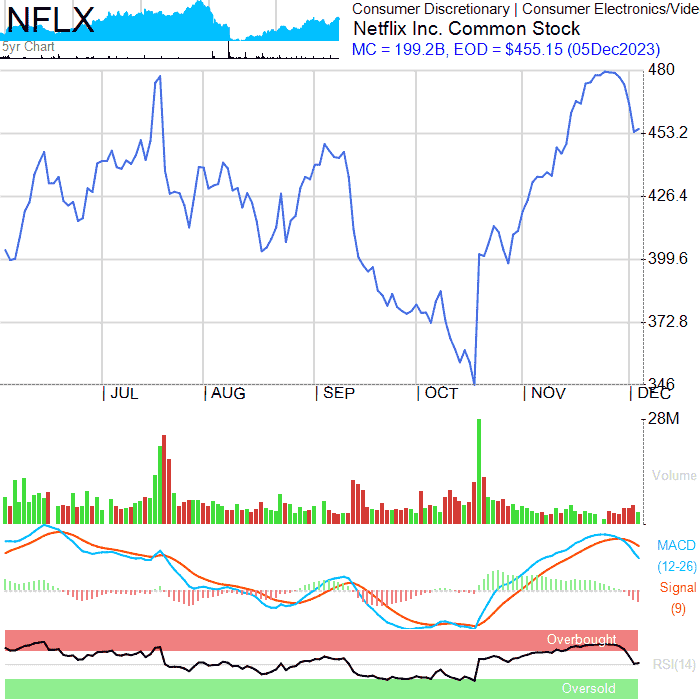 NFLX
5yr Chart
Consumer Discretionary | Consumer Electronics/Vide
Netflix Inc. Common Stock
MC = 199.2B, EOD = $455.15 (05Dec2023)
480
453.2
426.4
399.6
372.8
346
JUL AUG SEP OCT NOV DEC
28M
Volume
MACD
(12-26)
Signal
(9)
Overbought
RSI(14)
Oversold